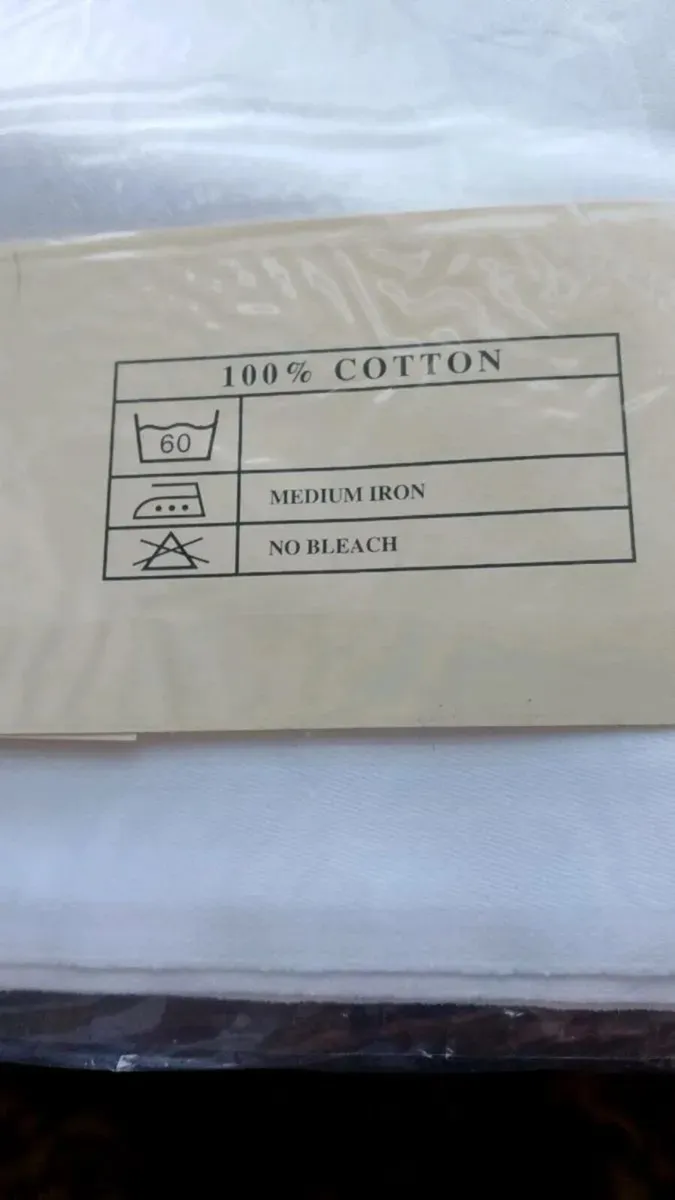 100% COTTON
60
MEDIUM IRON
NO BLEACH